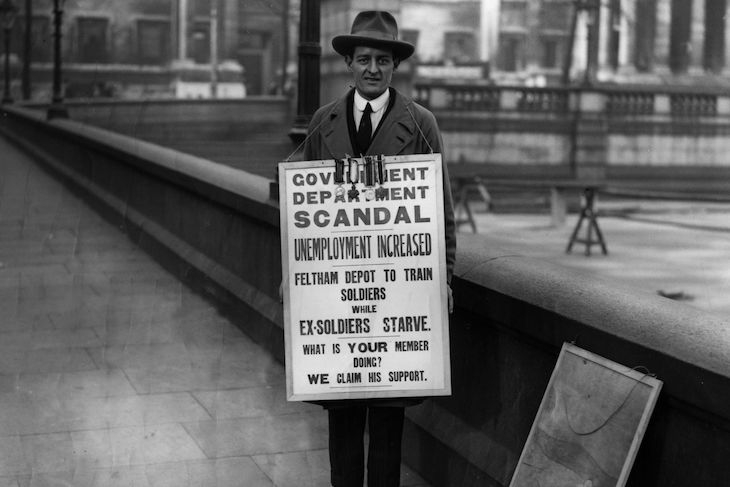 GOVERNMENT
DEPARTMENT
SCANDAL
UNEMPLOYMENT INCREASED
FELTHAM DEPOT TO TRAIN
SOLDIERS
WHILE
EX-SOLDIERS STARVE.
WHAT IS YOUR MEMBER
DOING?
WE CLAIM HIS SUPPORT.